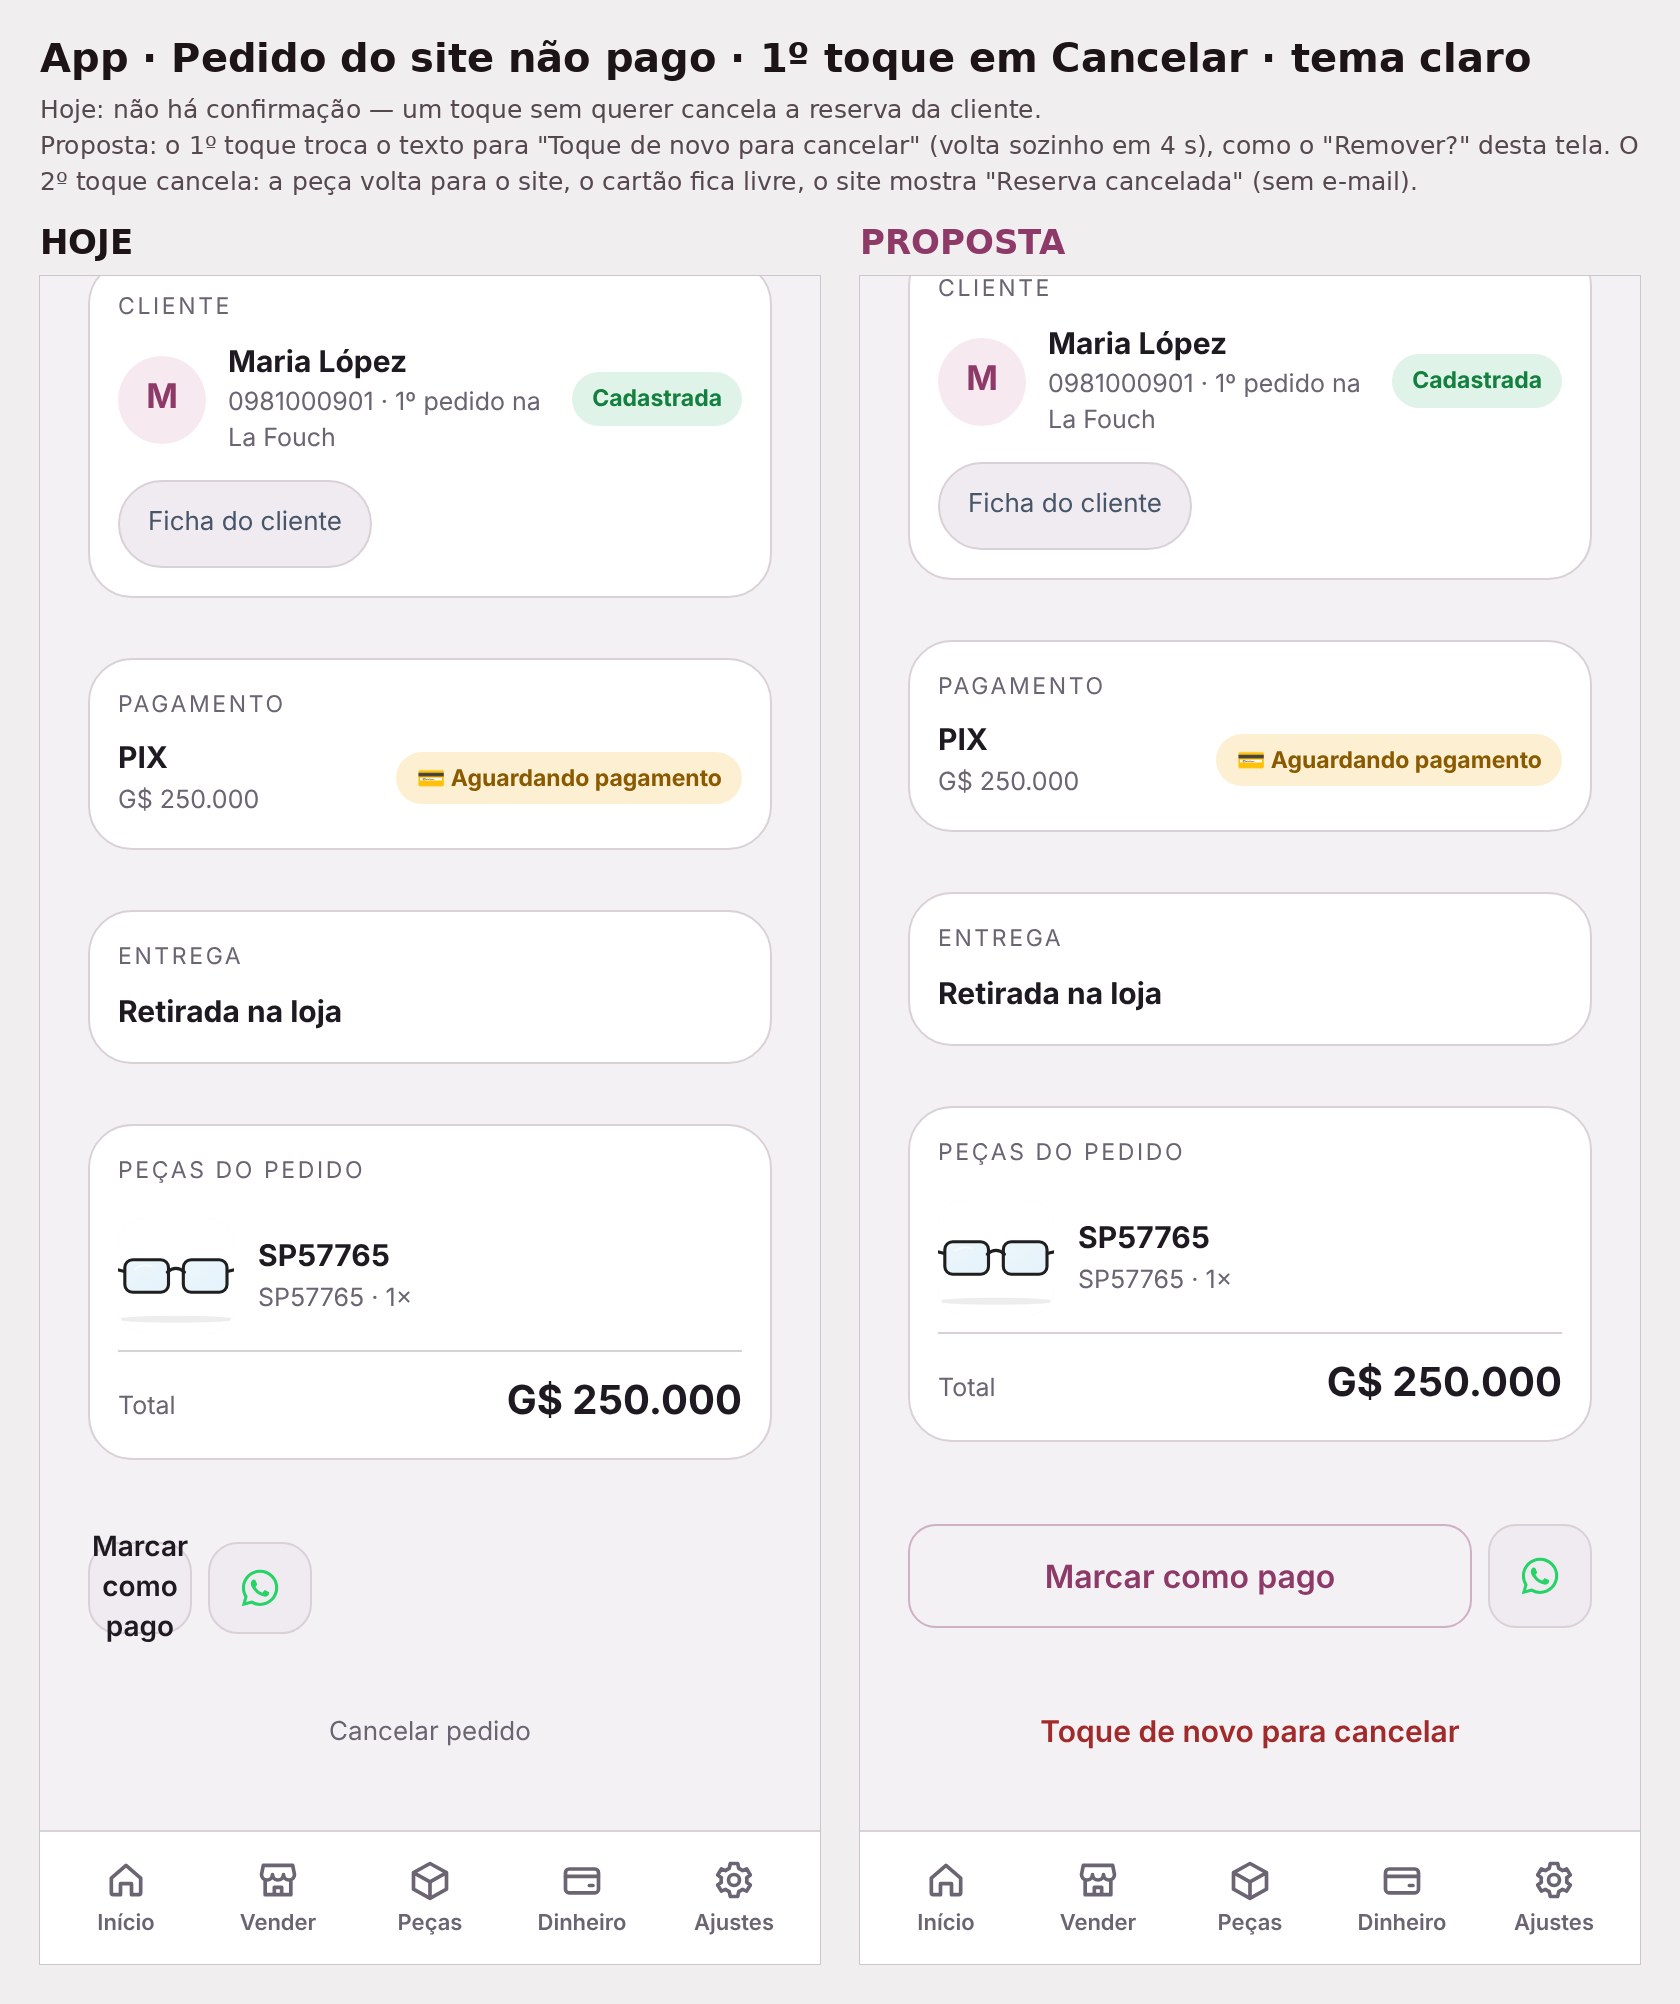 App · Pedido do site não pago · 1º toque em Cancelar · tema claro
Hoje: não há confirmação — um toque sem querer cancela a reserva da cliente.
Proposta: o 1º toque troca o texto para "Toque de novo para cancelar" (volta sozinho em 4 s), como o "Remover?" desta tela. O
2º toque cancela: a peça volta para o site, o cartão fica livre, o site mostra "Reserva cancelada" (sem e-mail).
HOJE
CLIENTE
M
Maria López
0981000901 · 1º pedido na
La Fouch
Cadastrada
Ficha do cliente
PAGAMENTO
PIX
G$ 250.000
💳 Aguardando pagamento
ENTREGA
Retirada na loja
PEÇAS DO PEDIDO
SP57765
SP57765 · 1×
Total
G$ 250.000
Marcar
como
pago
Cancelar pedido
Início
Vender
Peças
Dinheiro
Ajustes
PROPOSTA
CLIENTE
M
Maria López
0981000901 · 1º pedido na
La Fouch
Cadastrada
Ficha do cliente
PAGAMENTO
PIX
G$ 250.000
💳 Aguardando pagamento
ENTREGA
Retirada na loja
PEÇAS DO PEDIDO
SP57765
SP57765 · 1×
Total
G$ 250.000
Marcar como pago
Toque de novo para cancelar
Início
Vender
Peças
Dinheiro
Ajustes